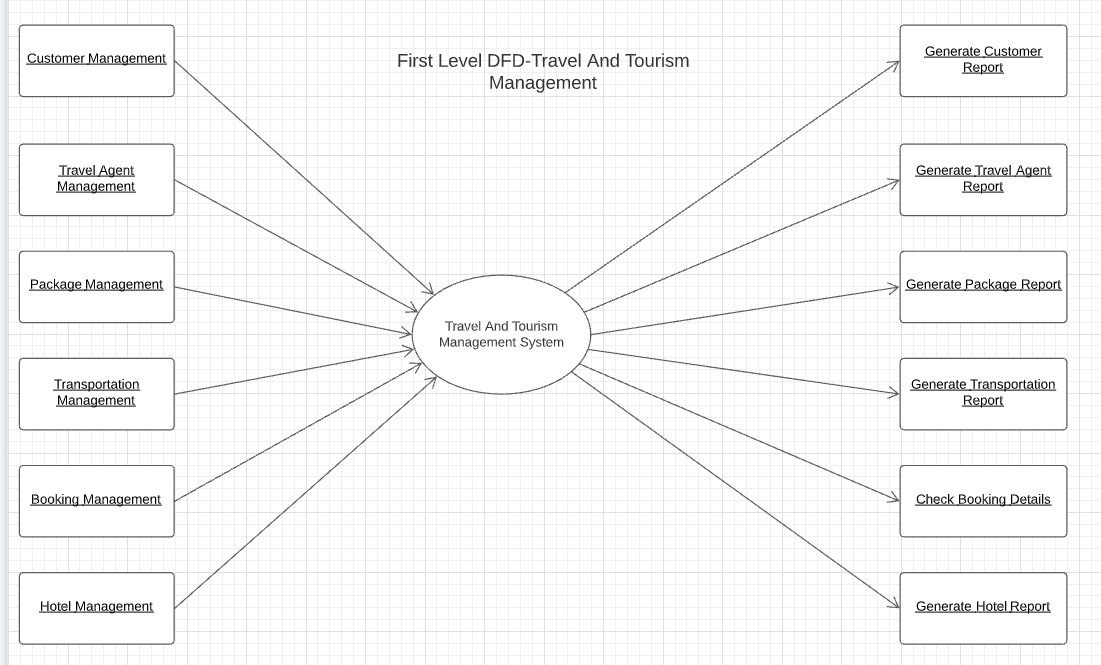 First Level DFD-Travel And Tourism
Management
Customer Management
Travel Agent
Management
Package Management
Transportation
Management
Booking Management
Hotel Management
Travel And Tourism
Management System
Generate Customer
Report
Generate Travel Agent
Report
Generate Package Report
Generate Transportation
Report
Check Booking Details
Generate Hotel Report